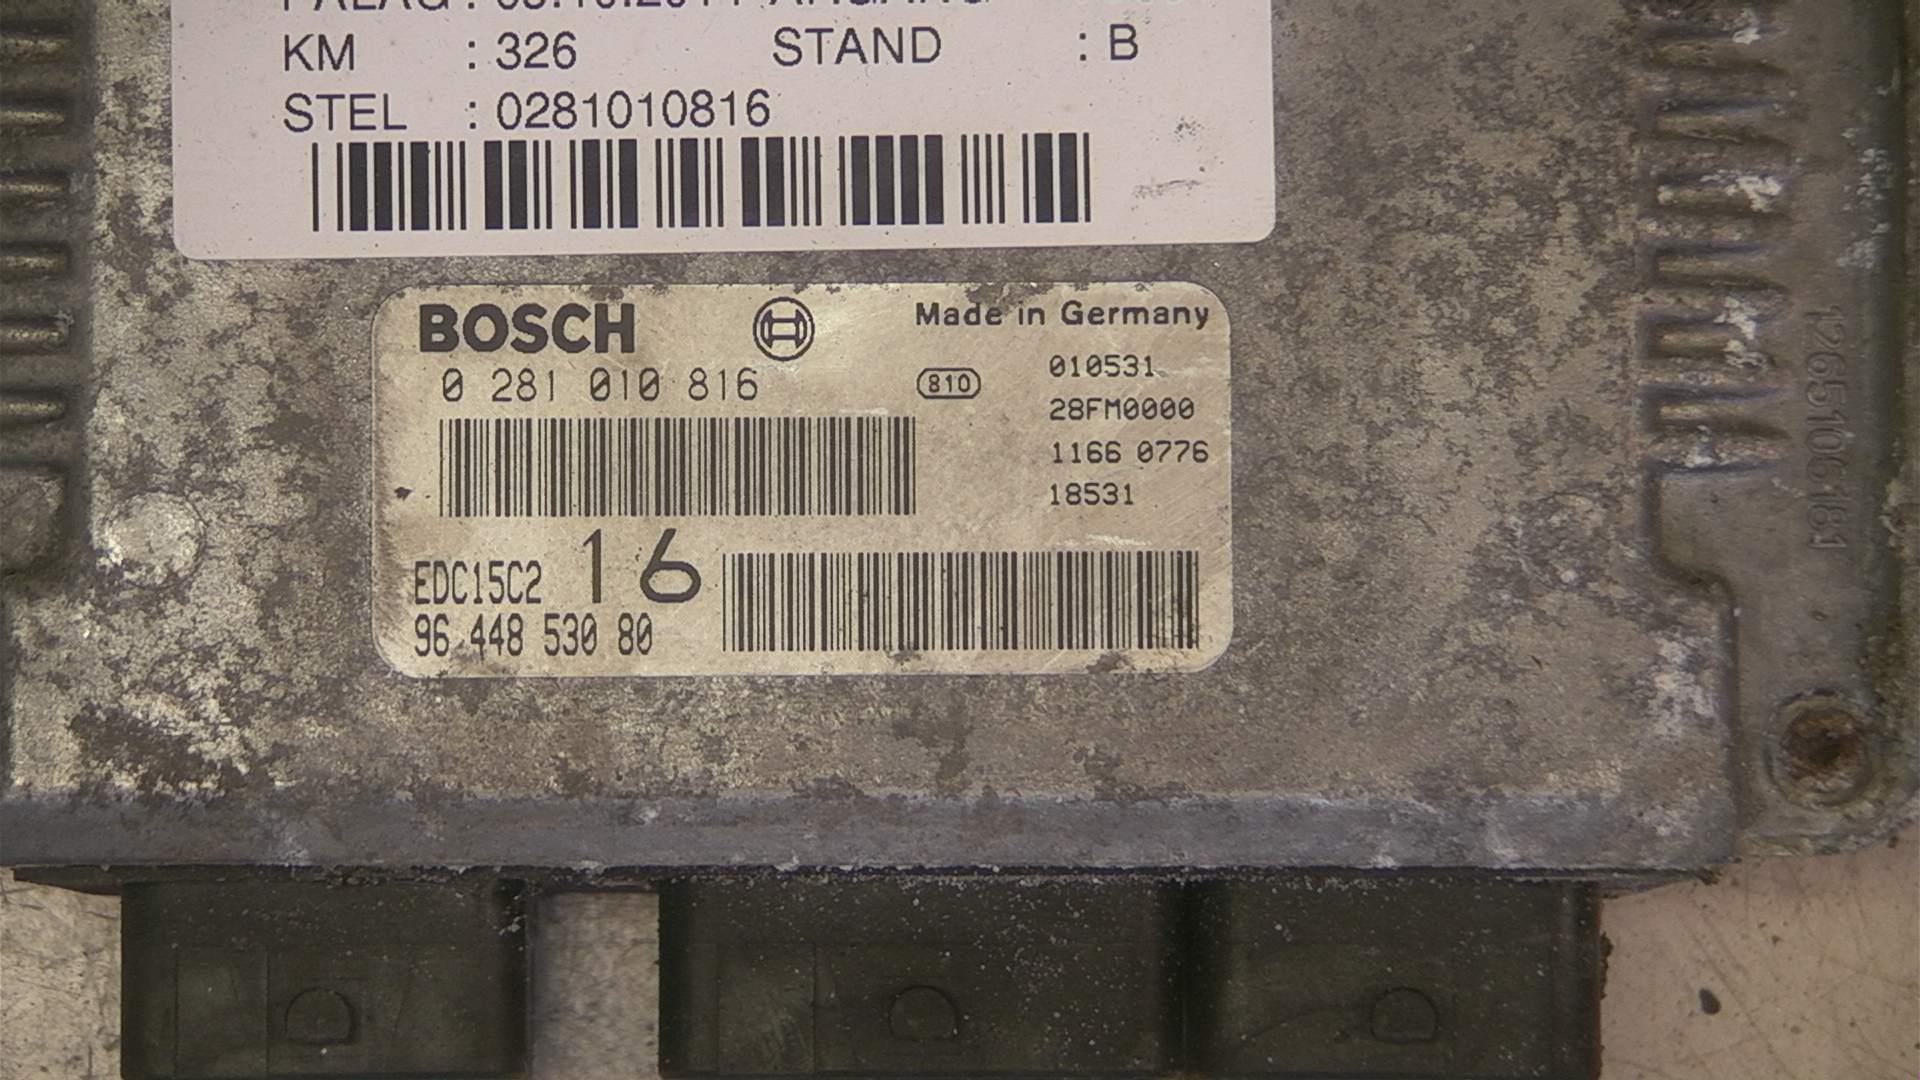 KM : 326 STAND : B
STEL : 0281010816
BOSCH
Made in Germany
0 281 010 816
810
010531
28FM0000
1166 0776
18531
EDC15C2 16
96 448 530 80
1265106181